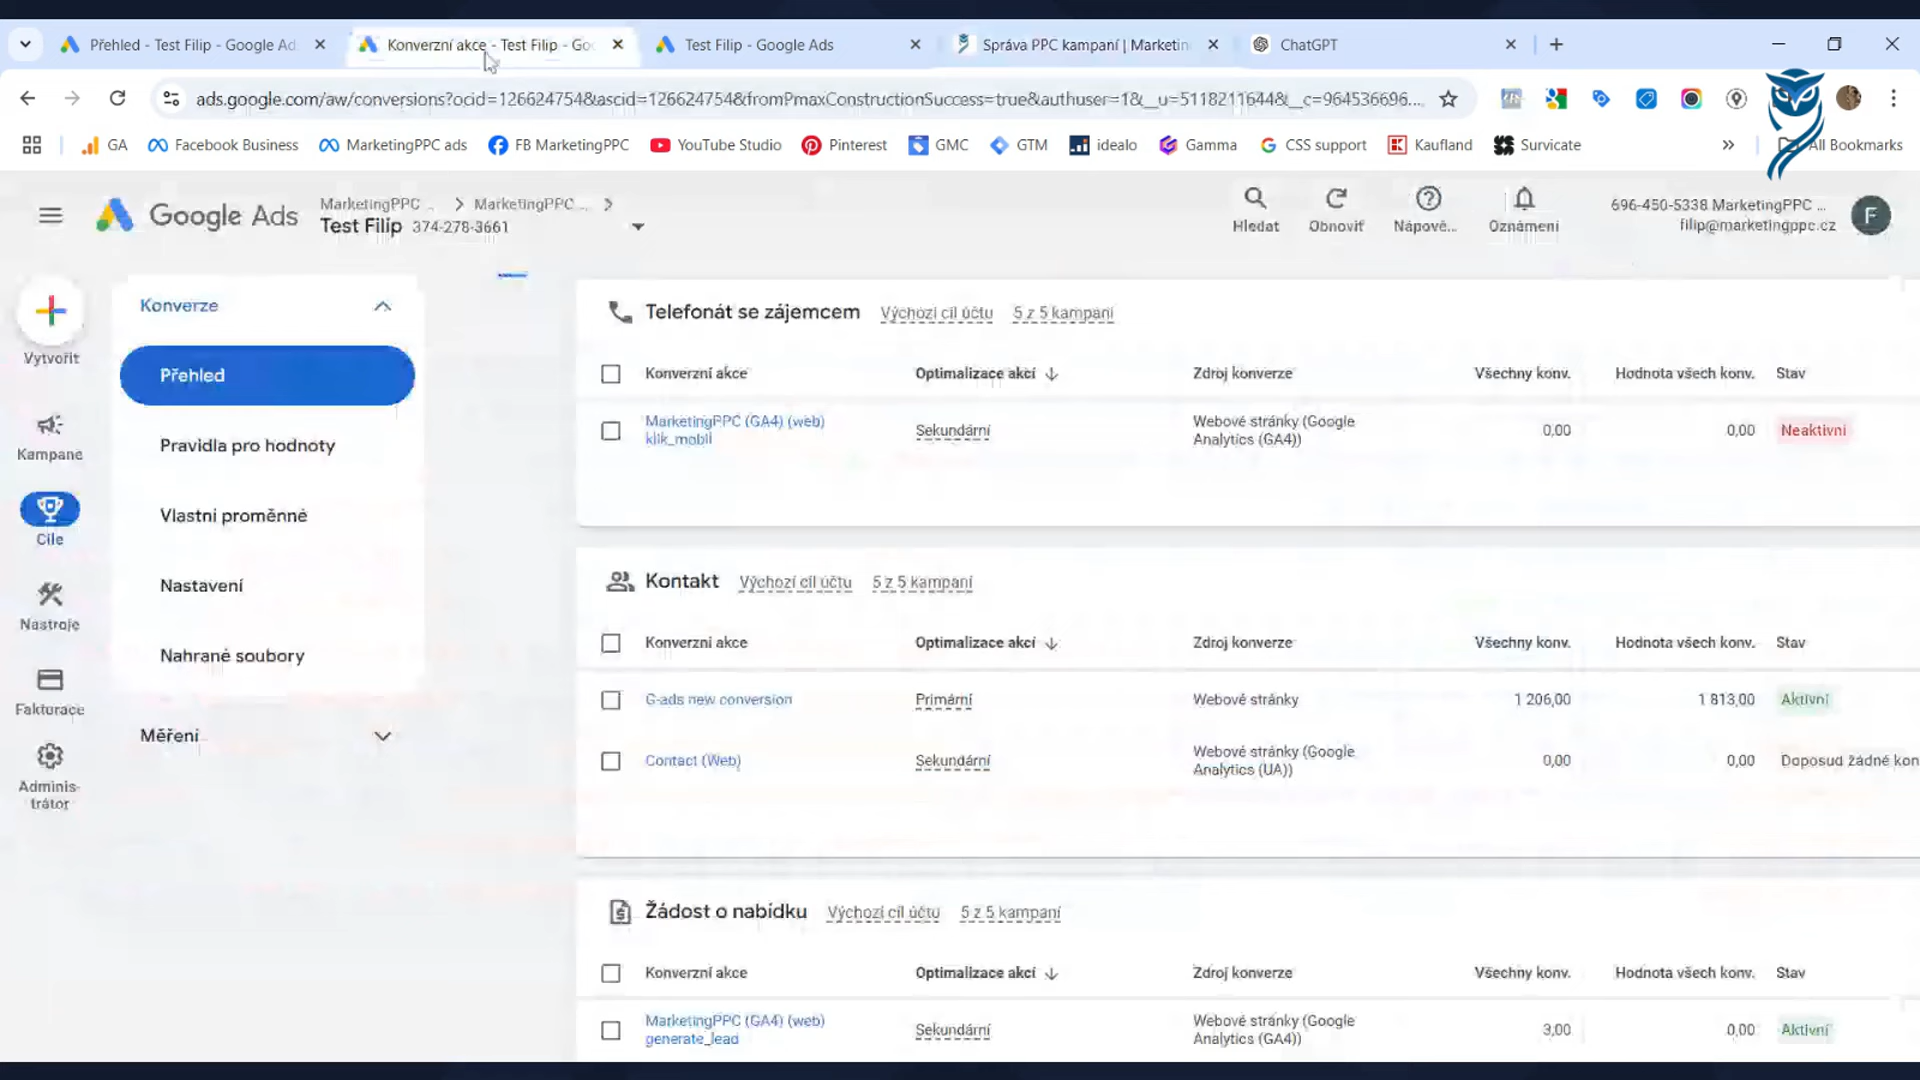 Přehled - Test Filip - Google Ad
Konverzní akce - Test Filip - Go
Test Filip - Google Ads
Správa PPC kampaní | Marketin
ChatGPT
ads.google.com/aw/conversions?ocid=126624754&ascid=126624754&fromPmaxConstructionSuccess=true&authuser=1&__u=5118211644&__c=964536696...
GA
Facebook Business
MarketingPPC ads
FB MarketingPPC
YouTube Studio
Pinterest
GMC
GTM
idealo
Gamma
CSS support
Kaufland
Survicate
All Bookmarks
Google Ads
MarketingPPC ... > MarketingPPC ... >
Test Filip 374-278-3661
Hledat
Obnovit
Nápově...
Oznámení
696-450-5338 MarketingPPC ...
filip@marketingppc.cz
F
Vytvořit
Kampaně
Cíle
Nástroje
Fakturace
Adminis-
trátor
Konverze
Přehled
Pravidla pro hodnoty
Vlastní proměnné
Nastavení
Nahrané soubory
Měření
Telefonát se zájemcem Výchozí cíl účtu 5 z 5 kampaní
Konverzní akce Optimalizace akcí Zdroj konverze Všechny konv. Hodnota všech konv. Stav
MarketingPPC (GA4) (web) Sekundární Webové stránky (Google 0,00 0,00 Neaktivní
klik_mobil Analytics (GA4))
Kontakt Výchozí cíl účtu 5 z 5 kampaní
Konverzní akce Optimalizace akcí Zdroj konverze Všechny konv. Hodnota všech konv. Stav
G-ads new conversion Primární Webové stránky 1 206,00 1 813,00 Aktivní
Contact (Web) Sekundární Webové stránky (Google 0,00 0,00 Doposud žádné kon
Analytics (UA))
Žádost o nabídku Výchozí cíl účtu 5 z 5 kampaní
Konverzní akce Optimalizace akcí Zdroj konverze Všechny konv. Hodnota všech konv. Stav
MarketingPPC (GA4) (web) Sekundární Webové stránky (Google 3,00 0,00 Aktivní
generate_lead Analytics (GA4))